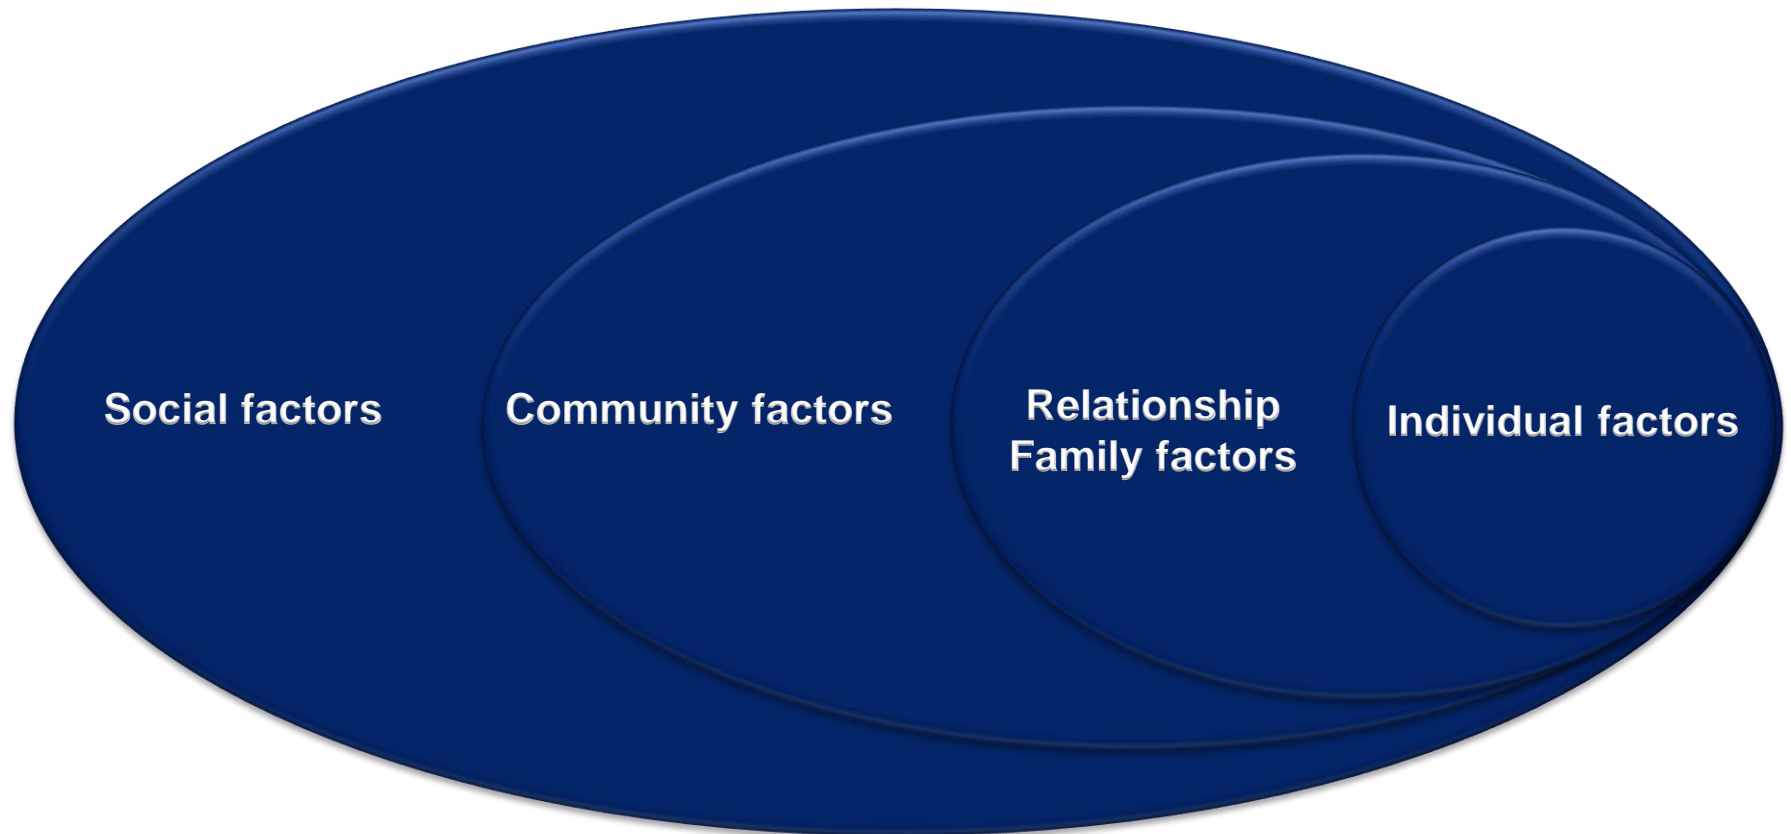 Social factors
Community factors
Relationship
Family factors
Individual factors